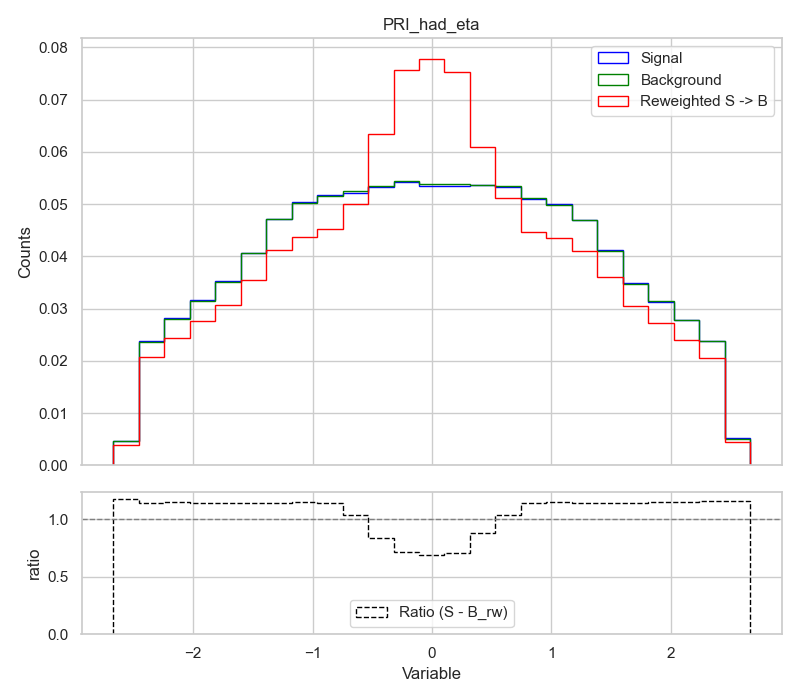 PRI_had_eta
0.08
0.07
0.06
0.05
0.04
0.03
0.02
0.01
0.00
Counts
Signal
Background
Reweighted S -> B
1.0
0.5
0.0
ratio
Ratio (S - B_rw)
−2 −1 0 1 2
Variable